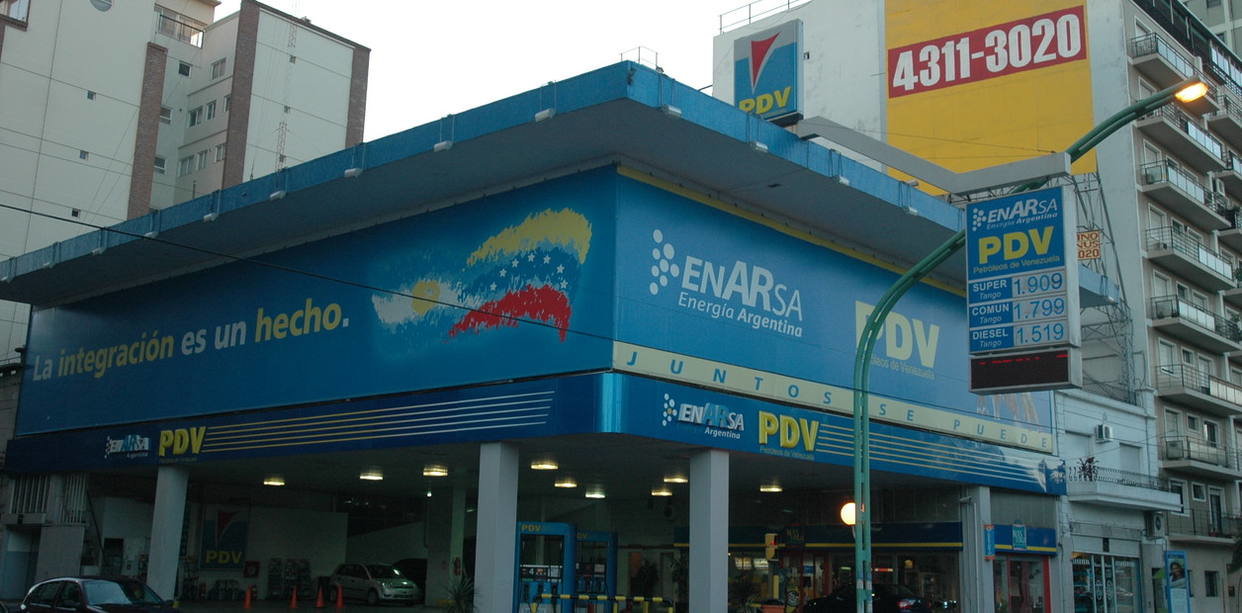 4311-3020
PDV
ENARSA
Energía Argentina
PDV
Petróleos de Venezuela
SUPER
Tango
1.909
COMUN
Tango
1.799
DIESEL
Tango
1.519
La integración es un hecho.
ENARSA
Energía Argentina
PDV
Petróleos de Venezuela
JUNTOS SE PUEDE
ENARSA
Argentina
PDV
ENARSA
Argentina
PDV
Petróleos de Venezuela
PDV
PDV